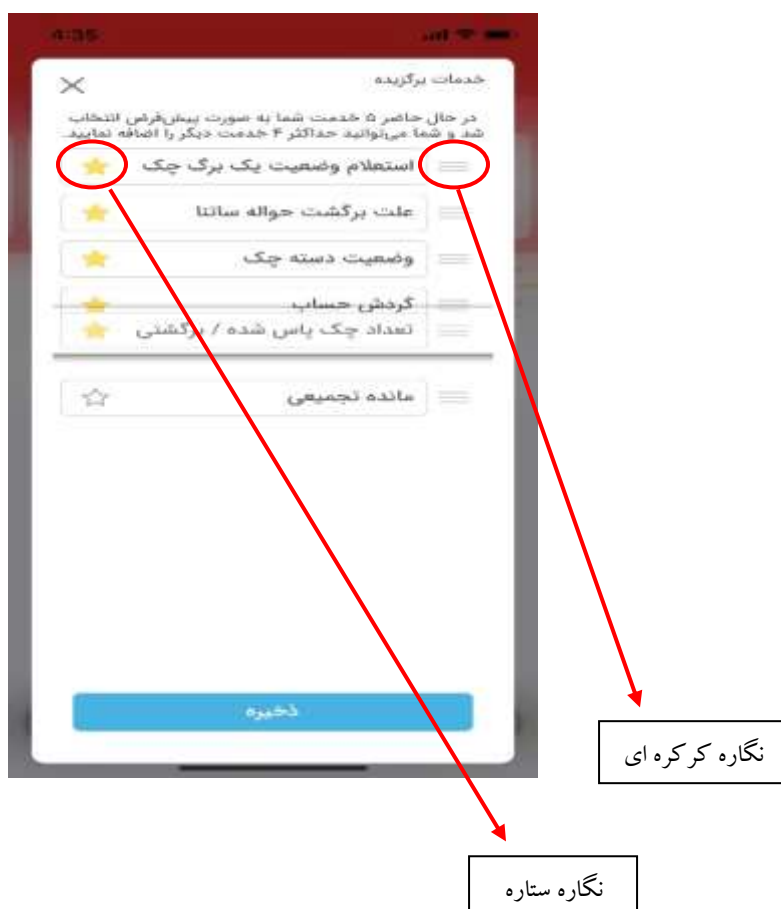 4:35
خدمات برگزیده
در حال حاضر ۵ خدمت شما به صورت پیش‌فرض انتخاب
شد و شما می‌توانید حداکثر ۴ خدمت دیگر را اضافه نمایید.
استعلام وضعیت یک برگ چک
علت برگشت حواله ساتنا
وضعیت دسته چک
گردش حساب
تعداد چک پاس شده / برگشتی
مانده تجمیعی
ذخیره
نگاره کرکره ای
نگاره ستاره